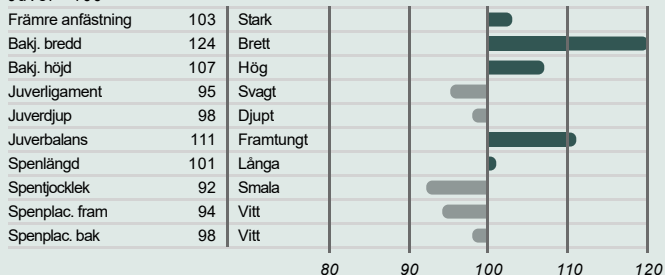 Främre anfästning 103 Stark
Bakj. bredd 124 Brett
Bakj. höjd 107 Hög
Juverligament 95 Svagt
Juverdjup 98 Djupt
Juverbalans 111 Framtungt
Spenlängd 101 Långa
Spentjocklek 92 Smala
Spenplac. fram 94 Vitt
Spenplac. bak 98 Vitt
80 90 100 110 120